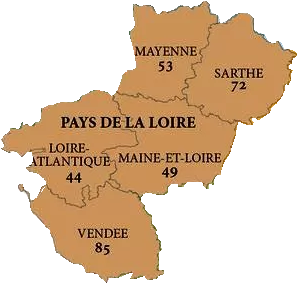 MAYENNE
53
SARTHE
72
PAYS DE LA LOIRE
LOIRE-
ATLANTIQUE
44
MAINE-ET-LOIRE
49
VENDEE
85